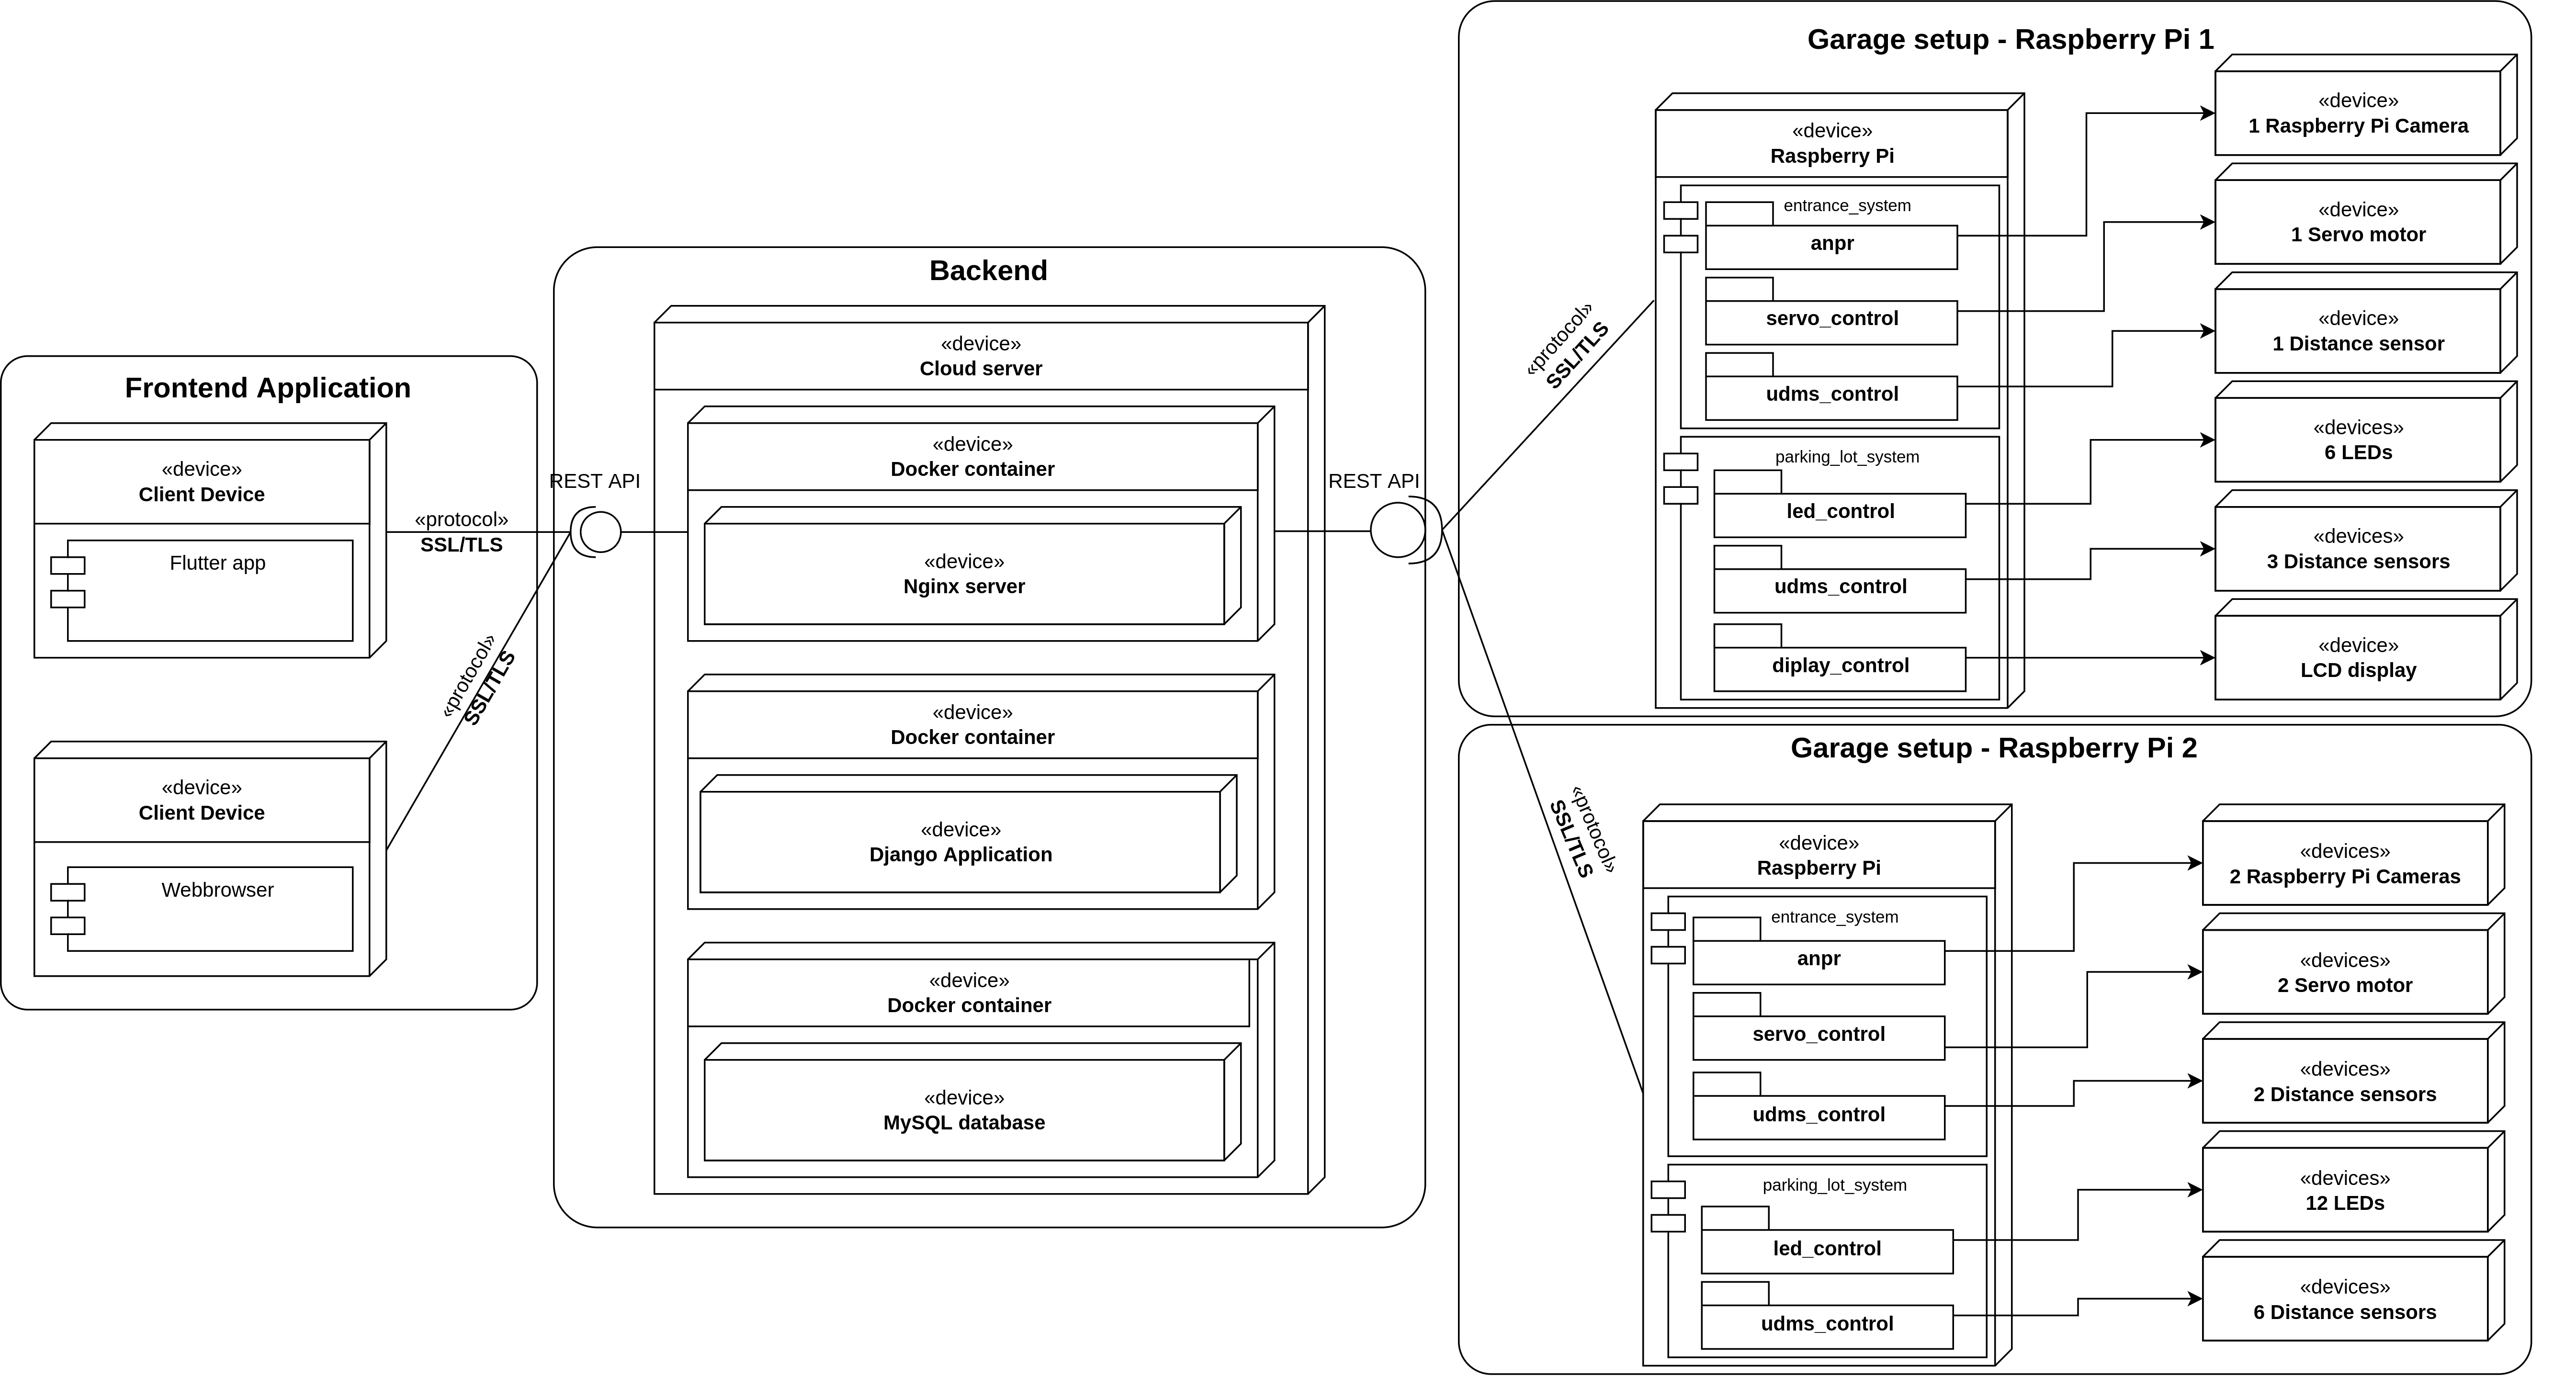 Frontend Application
«device»
Client Device
Flutter app
«device»
Client Device
Webbrowser
«protocol»
SSL/TLS
«protocol»
SSL/TLS
Backend
REST API
REST API
«device»
Cloud server
«device»
Docker container
«device»
Nginx server
«device»
Docker container
«device»
Django Application
«device»
Docker container
«device»
MySQL database
«protocol»
SSL/TLS
«protocol»
SSL/TLS
Garage setup - Raspberry Pi 1
«device»
Raspberry Pi
entrance_system
anpr
servo_control
udms_control
parking_lot_system
led_control
udms_control
diplay_control
«device»
1 Raspberry Pi Camera
«device»
1 Servo motor
«device»
1 Distance sensor
«devices»
6 LEDs
«devices»
3 Distance sensors
«device»
LCD display
Garage setup - Raspberry Pi 2
«device»
Raspberry Pi
entrance_system
anpr
servo_control
udms_control
parking_lot_system
led_control
udms_control
«devices»
2 Raspberry Pi Cameras
«devices»
2 Servo motor
«devices»
2 Distance sensors
«devices»
12 LEDs
«devices»
6 Distance sensors